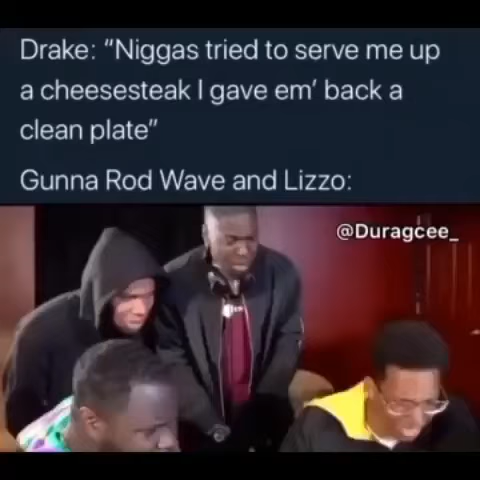 Drake: “Niggas tried to serve me up
a cheesesteak I gave em’ back a
clean plate”
Gunna Rod Wave and Lizzo:
@Duragcee_